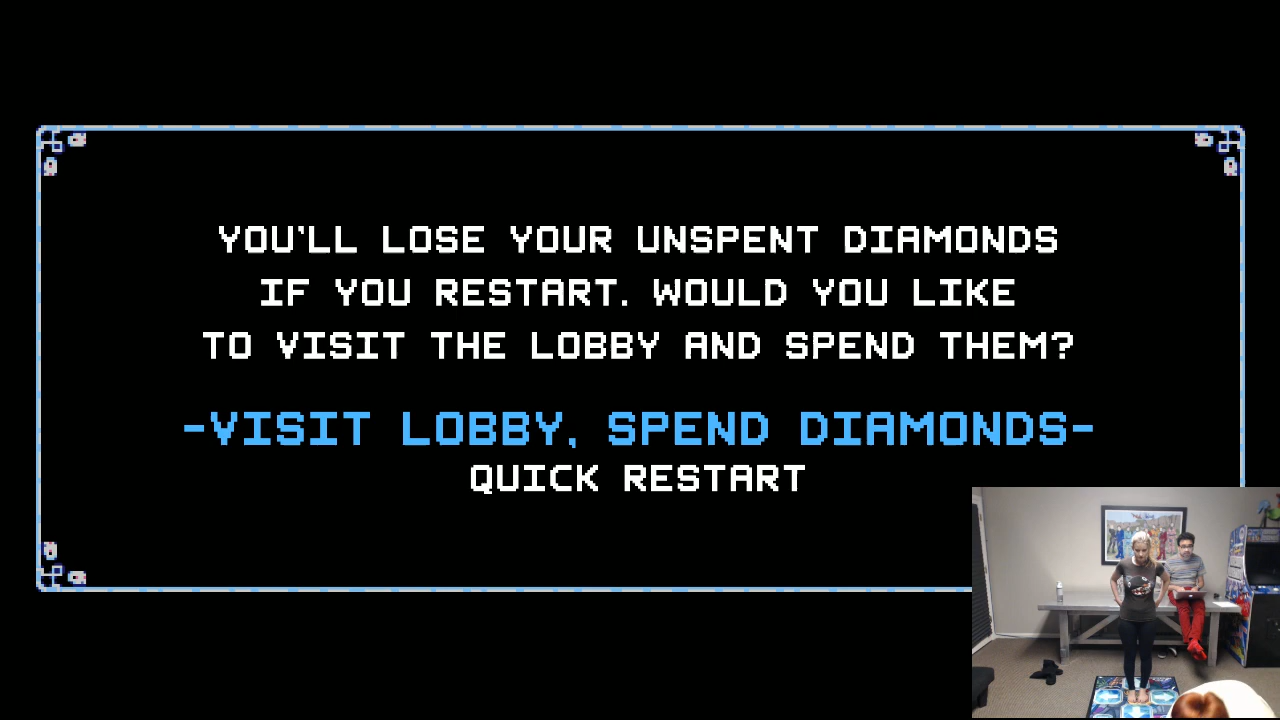 YOU'LL LOSE YOUR UNSPENT DIAMONDS
IF YOU RESTART. WOULD YOU LIKE
TO VISIT THE LOBBY AND SPEND THEM?
-VISIT LOBBY, SPEND DIAMONDS-
QUICK RESTART